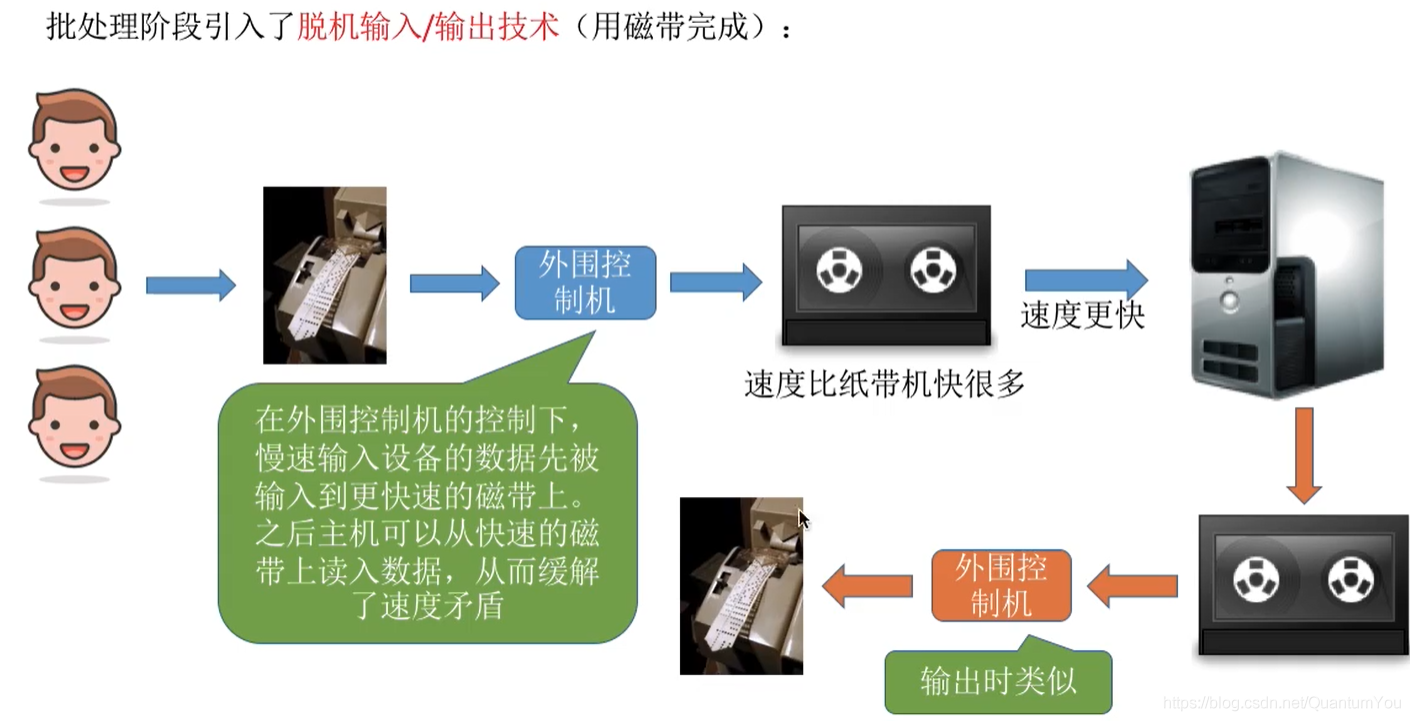 批处理阶段引入了脱机输入/输出技术（用磁带完成）：
外围控
制机
速度更快
速度比纸带机快很多
在外围控制机的控制下，
慢速输入设备的数据先被
输入到更快速的磁带上。
之后主机可以从快速的磁
带上读入数据，从而缓解
了速度矛盾
外围控
制机
输出时类似
https://blog.csdn.net/QuantumYou